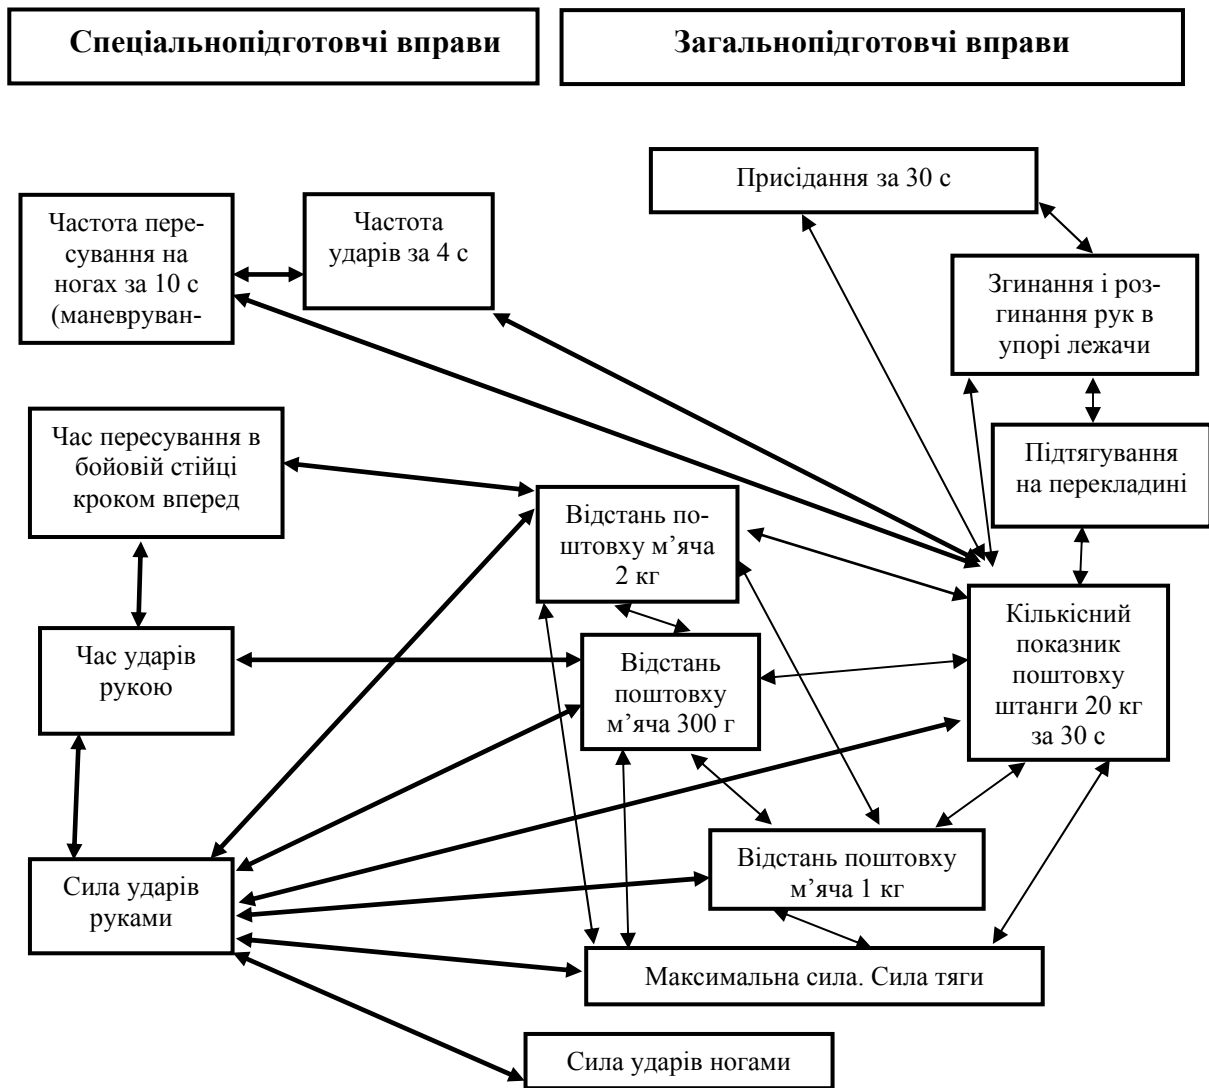 Спеціальнопідготовчі вправи
Загальнопідготовчі вправи
Присідання за 30 с
Частота пере-
сування на
ногах за 10 с
(маневруван-
Частота
ударів за 4 с
Згинання і роз-
гинання рук в
упорі лежачи
Час пересування в
бойовій стійці
кроком вперед
Підтягування
на перекладині
Відстань по-
штовху м’яча
2 кг
Кількісний
показник
поштовху
штанги 20 кг
за 30 с
Час ударів
рукою
Відстань
поштовху
м’яча 300 г
Відстань поштовху
м’яча 1 кг
Сила ударів
руками
Максимальна сила. Сила тяги
Сила ударів ногами